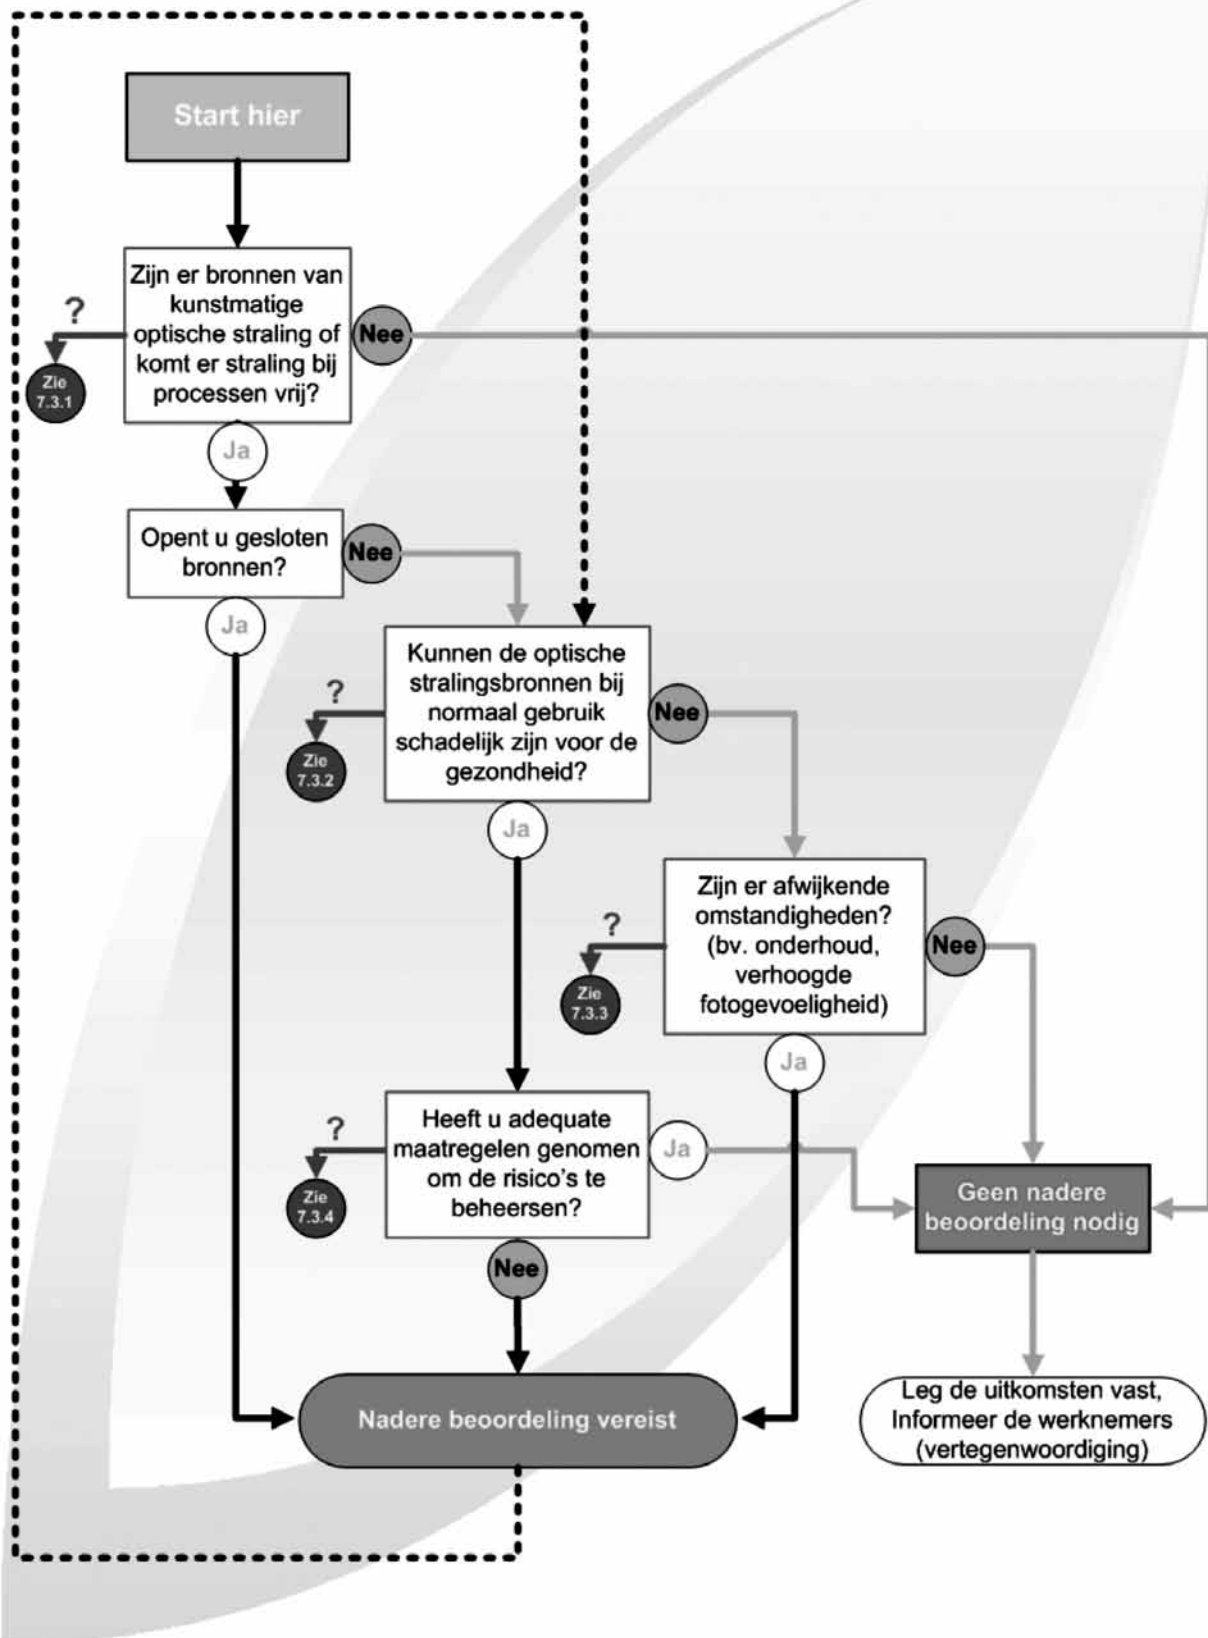 Start hier
Zijn er bronnen van
kunstmatige
optische straling of
komt er straling bij
processen vrij?
?
Zie
7.3.1
Nee
Ja
Opent u gesloten
bronnen?
Nee
Ja
Kunnen de optische
stralingsbronnen bij
normaal gebruik
schadelijk zijn voor de
gezondheid?
?
Zie
7.3.2
Nee
Ja
Zijn er afwijkende
omstandigheden?
(bv. onderhoud,
verhoogde
fotogevoeligheid)
?
Zie
7.3.3
Nee
Ja
Heeft u adequate
maatregelen genomen
om de risico's te
beheersen?
?
Zie
7.3.4
Ja
Nee
Geen nadere
beoordeling nodig
Nadere beoordeling vereist
Leg de uitkomsten vast,
Informeer de werknemers
(vertegenwoordiging)